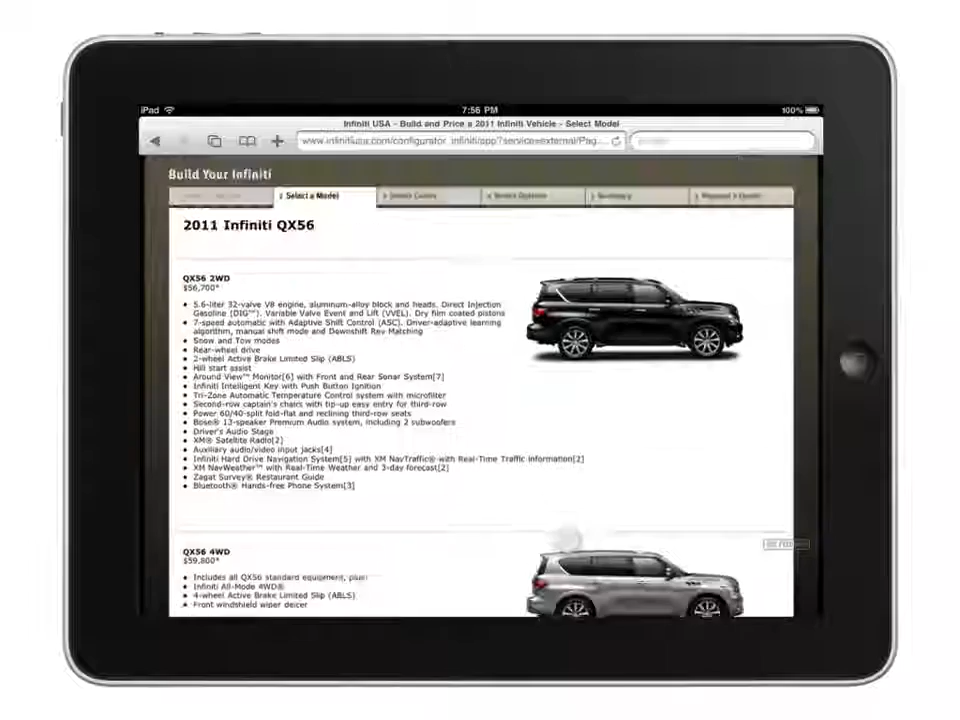 iPad
7:56 PM
100%
Infiniti USA - Build and Price a 2011 Infiniti Vehicle - Select Model
www.infinitiusa.com/configurator_infiniti/app?service=external/Pag...
Build Your Infiniti
Select a Model
Summary
2011 Infiniti QX56
QX56 2WD
$56,700*
• 5.6-liter 32-valve V8 engine, aluminum-alloy block and heads. Direct Injection
Gasoline (DIG™). Variable Valve Event and Lift (VVEL). Dry film coated pistons
• 7-speed automatic with Adaptive Shift Control (ASC). Driver-adaptive learning
algorithm, manual shift mode and Downshift Rev Matching
• Snow and Tow modes
• Rear-wheel drive
• 2-wheel Active Brake Limited Slip (ABLS)
• Hill start assist
• Around View™ Monitor[6] with Front and Rear Sonar System[7]
• Infiniti Intelligent Key with Push Button Ignition
• Tri-Zone Automatic Temperature Control system with microfilter
• Second-row captain's chairs with tip-up easy entry for third-row
• Power 60/40-split fold-flat and reclining third-row seats
• Bose® 13-speaker Premium Audio system, including 2 subwoofers
• Driver's Audio Stage
• XM® Satellite Radio[2]
• Auxiliary audio/video input jacks[4]
• Infiniti Hard Drive Navigation System[5] with XM NavTraffic® with Real-Time Traffic information[2]
• XM NavWeather™ with Real-Time Weather and 3-day forecast[2]
• Zagat Survey® Restaurant Guide
• Bluetooth® Hands-free Phone System[3]
QX56 4WD
$59,800*
• Includes all QX56 standard equipment, plus:
• Infiniti All-Mode 4WD®
• 4-wheel Active Brake Limited Slip (ABLS)
• Front windshield wiper deicer